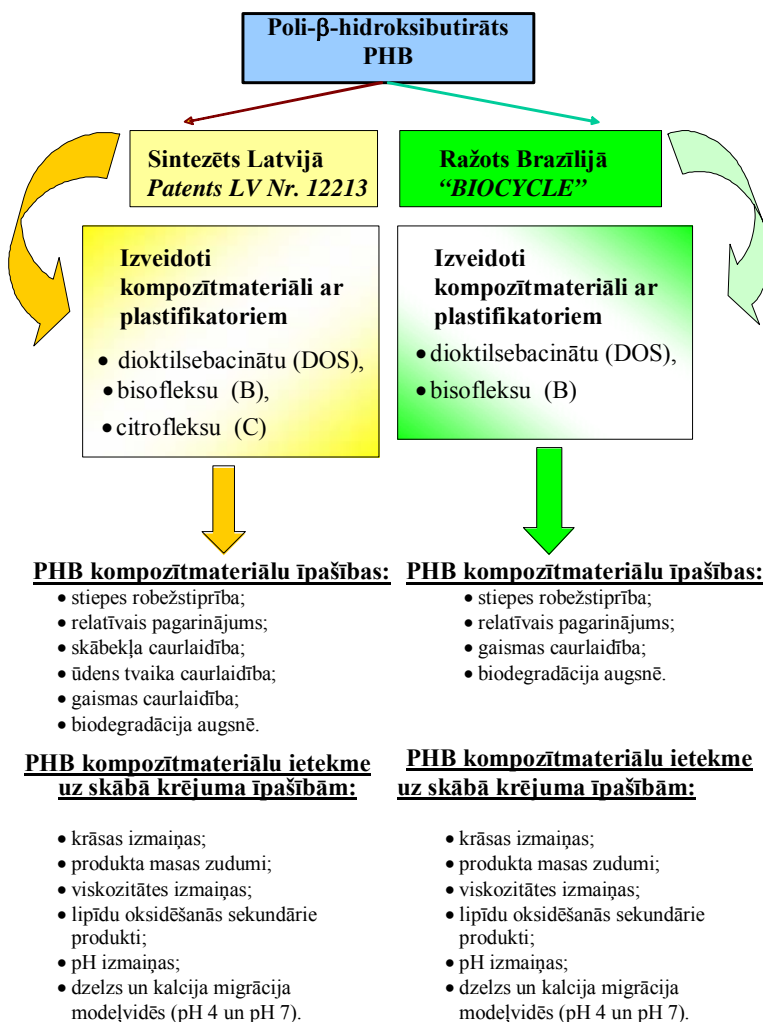 Poli-β-hidroksibutirāts
PHB
Sintezēts Latvijā
Patents LV Nr. 12213
Izveidoti
kompozītmateriāli ar
plastifikatoriem
• dioktilsebacinātu (DOS),
• bisofleksu (B),
• citrofleksu (C)
PHB kompozītmateriālu īpašības:
• stiepes robežstiprība;
• relatīvais pagarinājums;
• skābekļa caurlaidība;
• ūdens tvaika caurlaidība;
• gaismas caurlaidība;
• biodegradācija augsnē.
PHB kompozītmateriālu ietekme
uz skābā krējuma īpašībām:
• krāsas izmaiņas;
• produkta masas zudumi;
• viskozitātes izmaiņas;
• lipīdu oksidēšanās sekundārie
produkti;
• pH izmaiņas;
• dzelzs un kalcija migrācija
modeļvidēs (pH 4 un pH 7).
Ražots Brazīlijā
“BIOCYCLE”
Izveidoti
kompozītmateriāli ar
plastifikatoriem
• dioktilsebacinātu (DOS),
• bisofleksu (B)
PHB kompozītmateriālu īpašības:
• stiepes robežstiprība;
• relatīvais pagarinājums;
• gaismas caurlaidība;
• biodegradācija augsnē.
PHB kompozītmateriālu ietekme
uz skābā krējuma īpašībām:
• krāsas izmaiņas;
• produkta masas zudumi;
• viskozitātes izmaiņas;
• lipīdu oksidēšanās sekundārie
produkti;
• pH izmaiņas;
• dzelzs un kalcija migrācija
modeļvidēs (pH 4 un pH 7).